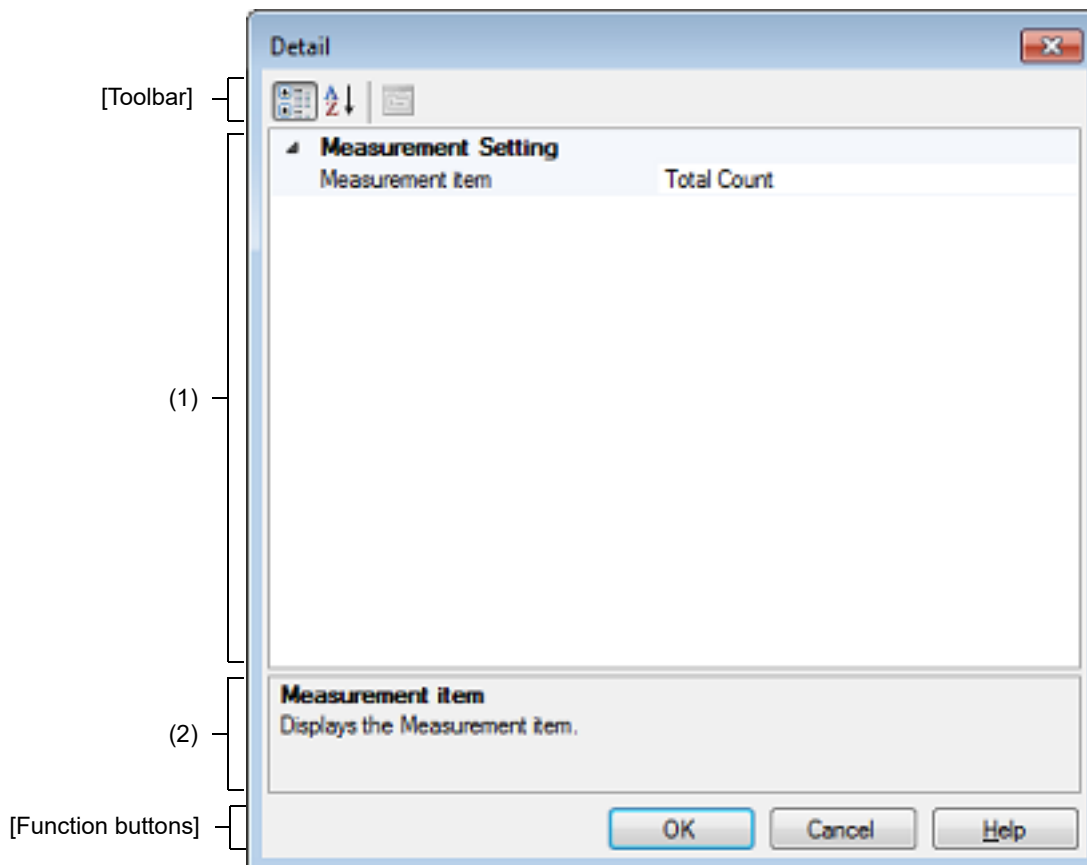 Detail
[Toolbar]
Measurement Setting
Measurement item Total Count
(1)
Measurement item
Displays the Measurement item.
(2)
[Function buttons]
OK Cancel Help